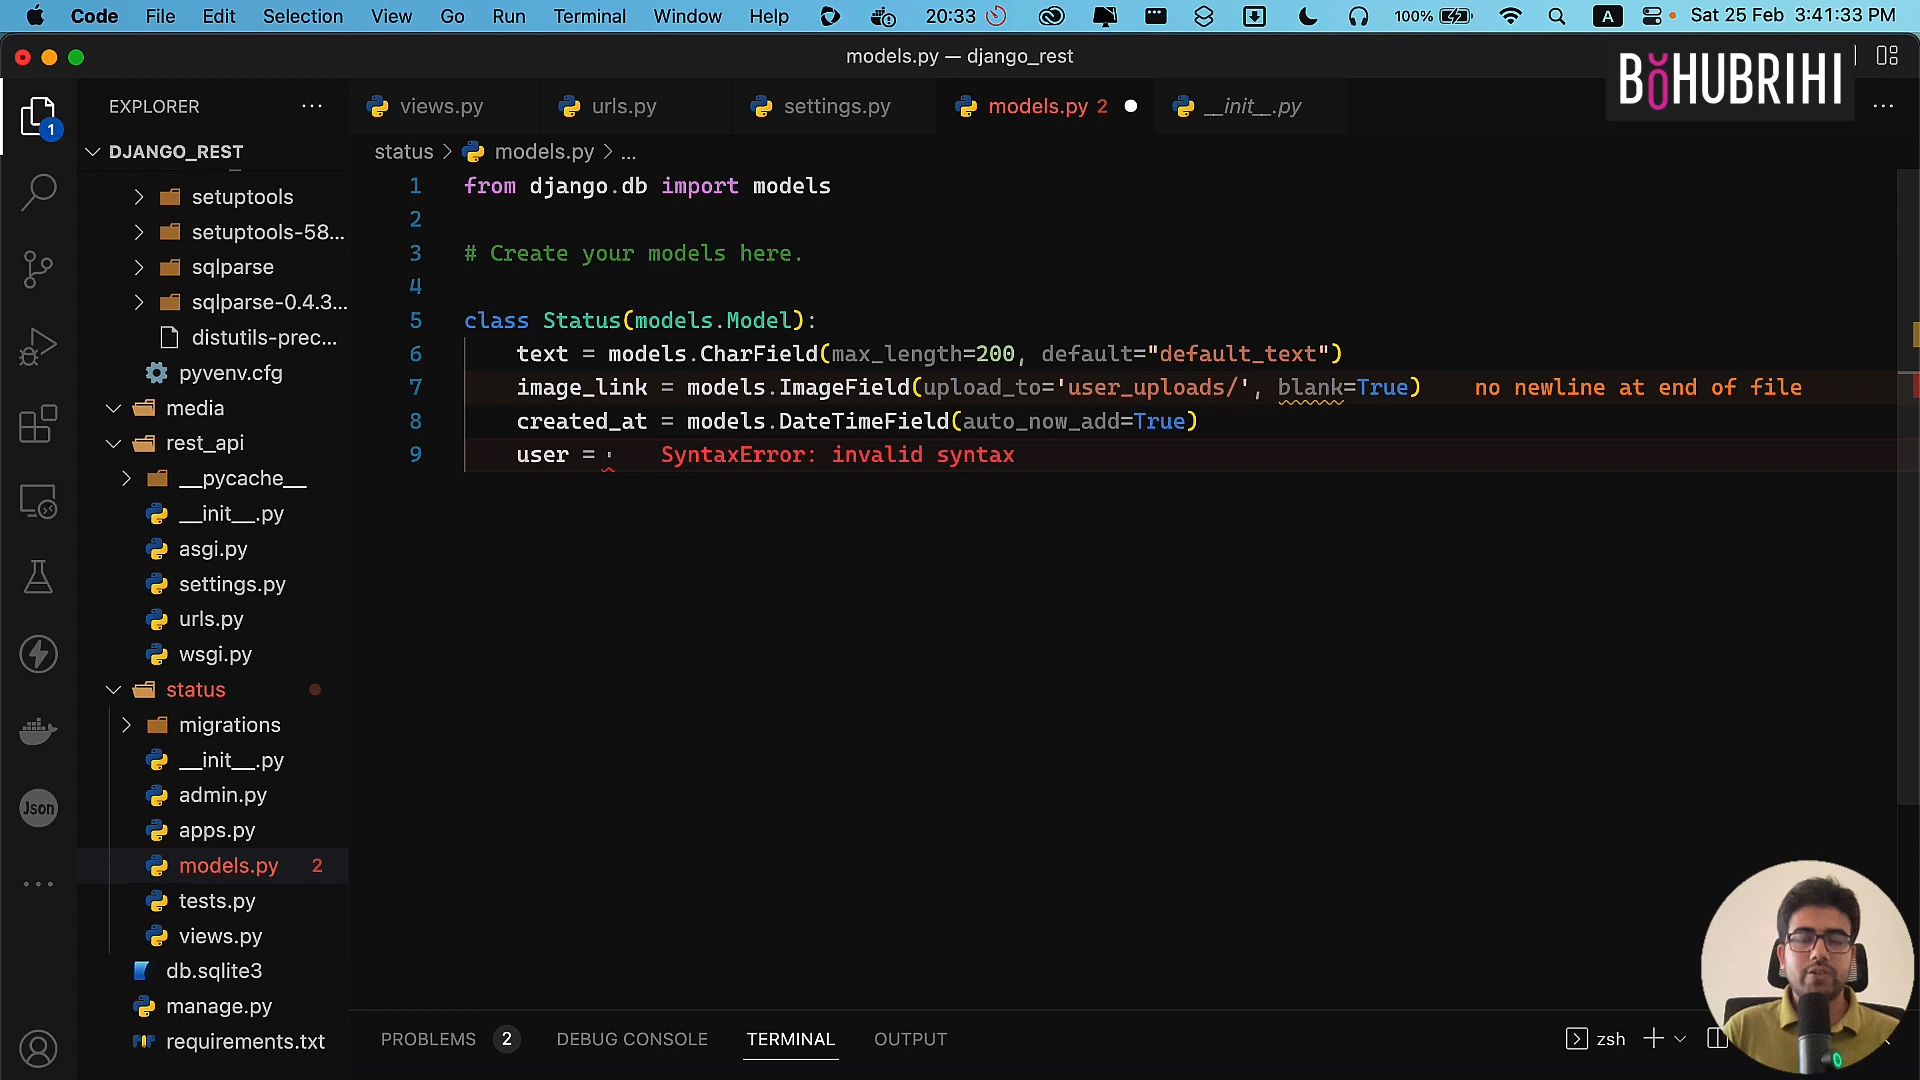 Code File Edit Selection View Go Run Terminal Window Help 20:33 100% A Sat 25 Feb 3:41:33 PM
models.py — django_rest
BOHUBRIHI
1
EXPLORER
views.py urls.py settings.py models.py 2 __init__.py
DJANGO_REST
status > models.py > ...
setuptools
setuptools-58...
sqlparse
sqlparse-0.4.3...
distutils-prec...
pyvenv.cfg
media
rest_api
__pycache__
__init__.py
asgi.py
settings.py
urls.py
wsgi.py
status
migrations
__init__.py
admin.py
apps.py
models.py 2
tests.py
views.py
db.sqlite3
manage.py
requirements.txt
Json
1 from django.db import models
2
3 # Create your models here.
4
5 class Status(models.Model):
6 text = models.CharField(max_length=200, default="default_text")
7 image_link = models.ImageField(upload_to='user_uploads/', blank=True) no newline at end of file
8 created_at = models.DateTimeField(auto_now_add=True)
9 user = SyntaxError: invalid syntax
PROBLEMS 2 DEBUG CONSOLE TERMINAL OUTPUT zsh